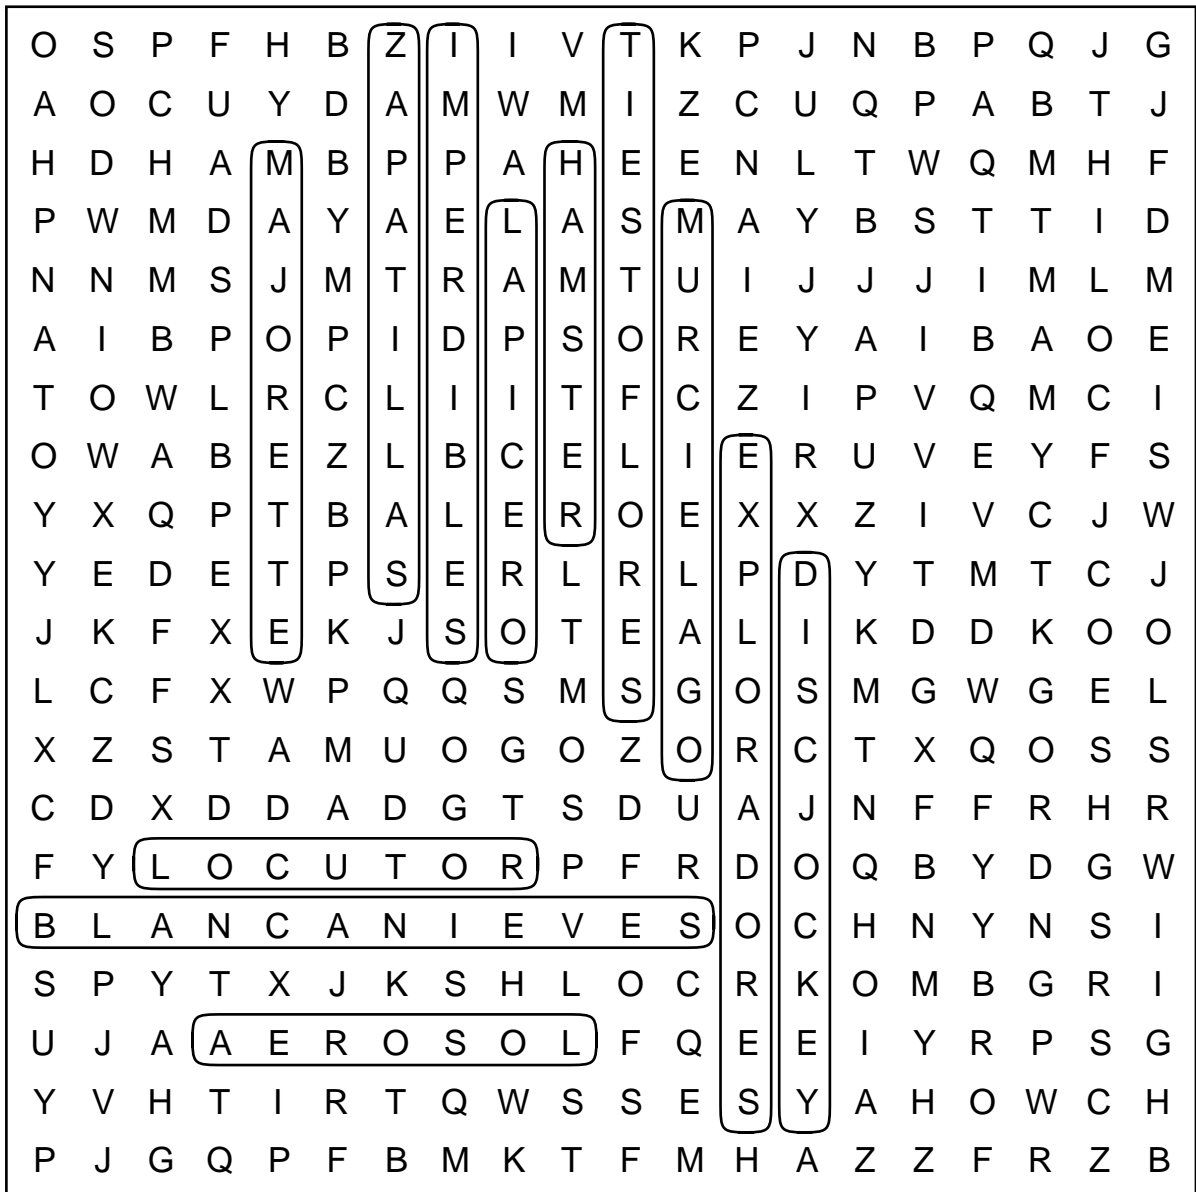 O S P F H B Z I I V T K P J N B P Q J G
A O C U Y D A M W M I Z C U Q P A B T J
H D H A M B P P A H E E N L T W Q M H F
P W M D A Y A E L A S M A Y B S T T I D
N N M S J M T R A M T U I J J J I M L M
A I B P O P I D P S O R E Y A I B A O E
T O W L R C L I I T F C Z I P V Q M C I
O W A B E Z L B C E L I E R U V E Y F S
Y X Q P T B A L E R O E X X Z I V C J W
Y E D E T P S E R L R L P D Y T M T C J
J K F X E K J S O T E A L I K D D K O O
L C F X W P Q Q S M S G O S M G W G E L
X Z S T A M U O G O Z O R C T X Q O S S
C D X D D A D G T S D U A J N F F R H R
F Y L O C U T O R P F R D O Q B Y D G W
B L A N C A N I E V E S O C H N Y N S I
S P Y T X J K S H L O C R K O M B G R I
U J A A E R O S O L F Q E E I Y R P S G
Y V H T I R T Q W S S E S Y A H O W C H
P J G Q P F B M K T F M H A Z Z F R Z B